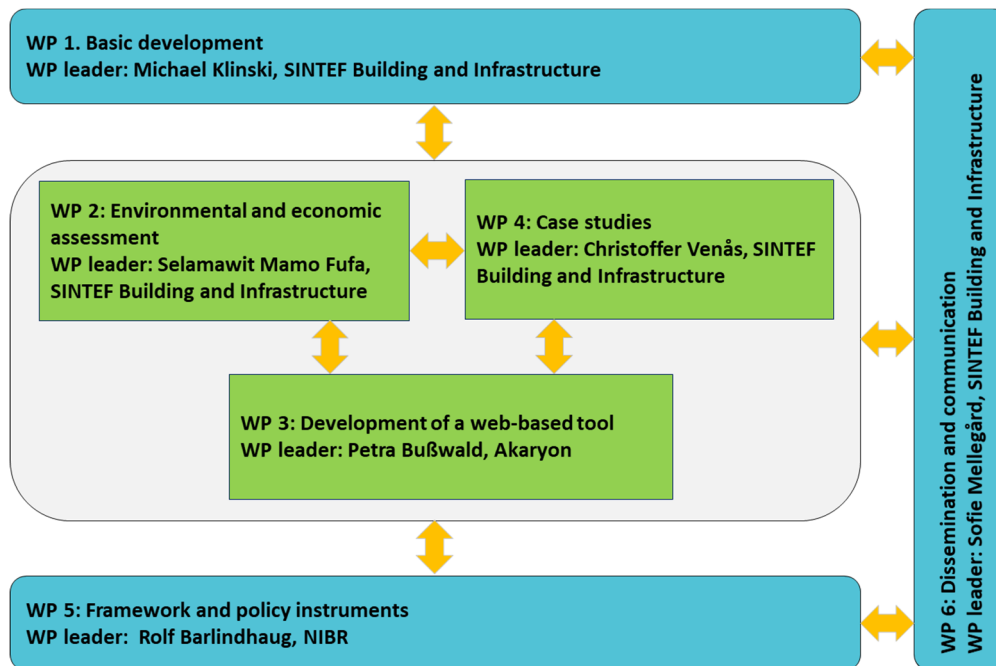 WP 1. Basic development
WP leader: Michael Klinski, SINTEF Building and Infrastructure
WP 2: Environmental and economic
assessment
WP leader: Selamawit Mamo Fufa,
SINTEF Building and Infrastructure
WP 4: Case studies
WP leader: Christoffer Venås, SINTEF
Building and Infrastructure
WP 3: Development of a web-based tool
WP leader: Petra Bußwald, Akaryon
WP 5: Framework and policy instruments
WP leader:  Rolf Barlindhaug, NIBR
WP 6: Dissemination and communication
WP leader: Sofie Mellegård, SINTEF Building and Infrastructure